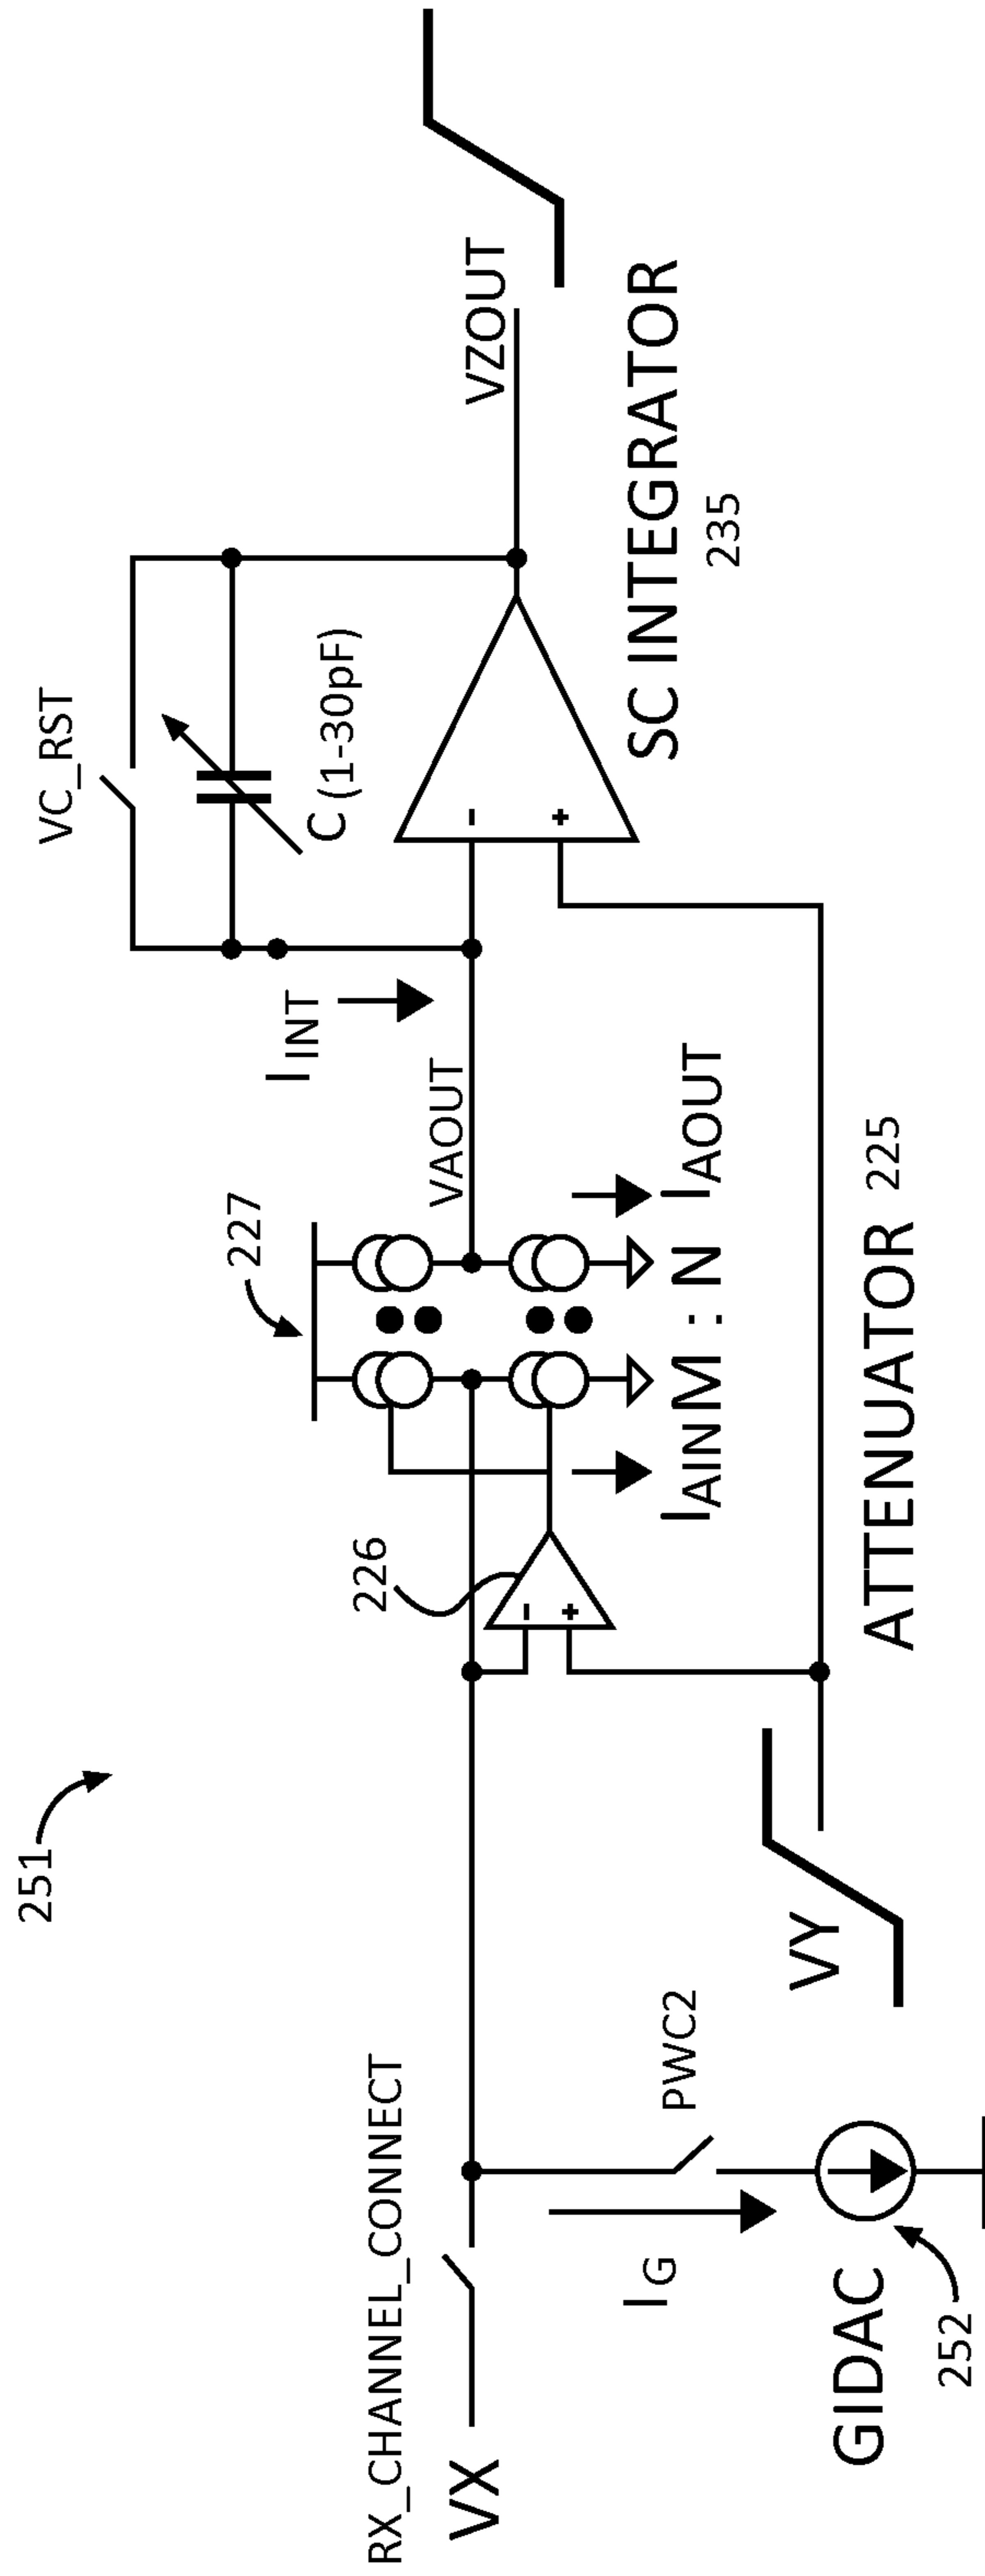 251
RX_CHANNEL_CONNECT
VX
I_G
PWC2
GIDAC
252
VY
226
-
+
227
I_AIN M : N I_AOUT
VAOUT
I_INT
ATTENUATOR 225
VC_RST
C (1-30pF)
-
+
VZOUT
SC INTEGRATOR
235